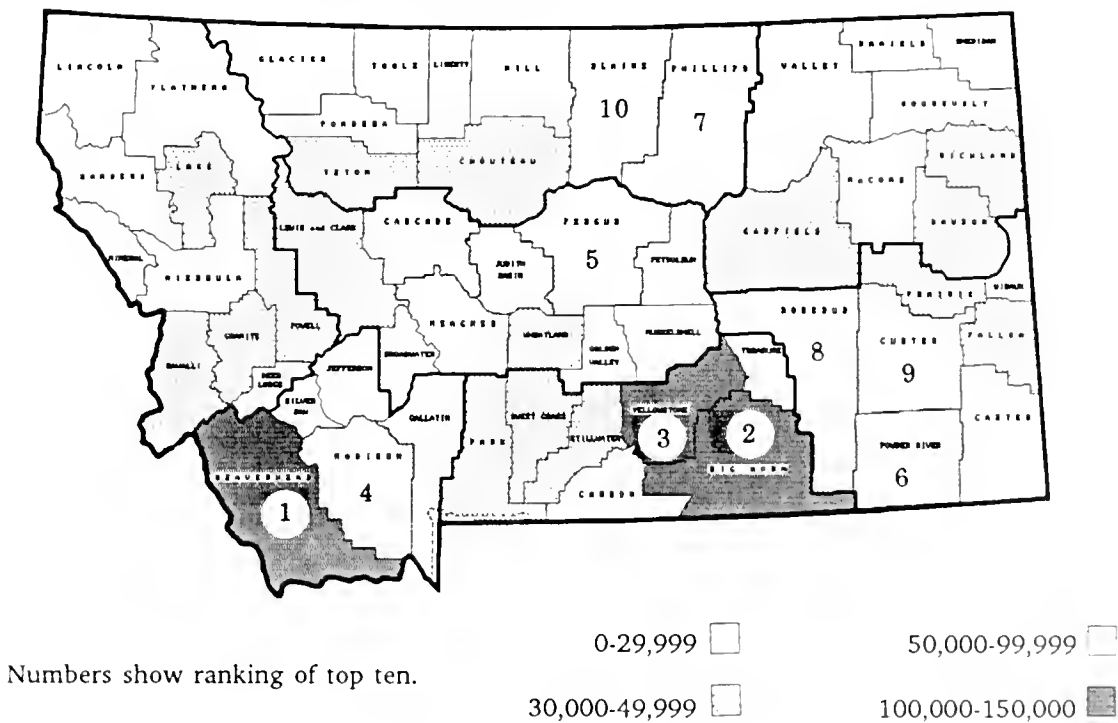 DANIELS
SHERIDAN
LINCOLN
GLACIER
TOOLE
LIBERTY
HILL
BLAINE
PHILLIPS
VALLEY
FLATHEAD
ROOSEVELT
10
7
PONDERA
CHOUTEAU
RICHLAND
LAKE
TETON
SANDERS
McCONE
LEWIS and CLARK
CASCADE
FERGUS
GARFIELD
DAWSON
5
JUDITH
BASIN
PETROLEUM
MINERAL
MISSOULA
PRAIRIE
WIBAUX
ROSEBUD
GRANITE
POWELL
MEAGHER
WHEATLAND
MUSSELSHELL
CUSTER
FALLON
BROADWATER
GOLDEN
VALLEY
TREASURE
8
RAVALLI
JEFFERSON
DEER
LODGE
9
SILVER
BOW
GALLATIN
PARK
SWEET GRASS
YELLOWSTONE
CARTER
STILLWATER
3
2
POWDER RIVER
MADISON
BIG HORN
BEAVERHEAD
4
CARBON
6
1
0-29,999
50,000-99,999
Numbers show ranking of top ten.
30,000-49,999
100,000-150,000